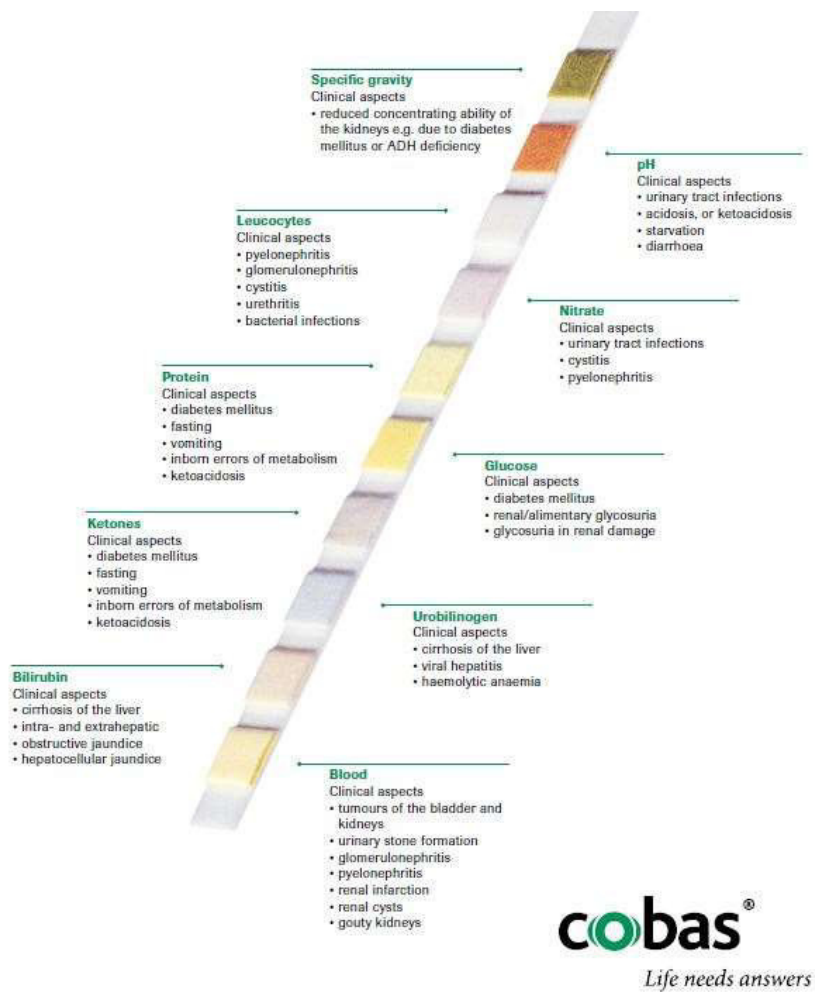 Specific gravity
Clinical aspects
• reduced concentrating ability of
the kidneys e.g. due to diabetes
mellitus or ADH deficiency
pH
Clinical aspects
• urinary tract infections
• acidosis, or ketoacidosis
• starvation
• diarrhoea
Leucocytes
Clinical aspects
• pyelonephritis
• glomerulonephritis
• cystitis
• urethritis
• bacterial infections
Nitrate
Clinical aspects
• urinary tract infections
• cystitis
• pyelonephritis
Protein
Clinical aspects
• diabetes mellitus
• fasting
• vomiting
• inborn errors of metabolism
• ketoacidosis
Glucose
Clinical aspects
• diabetes mellitus
• renal/alimentary glycosuria
• glycosuria in renal damage
Ketones
Clinical aspects
• diabetes mellitus
• fasting
• vomiting
• inborn errors of metabolism
• ketoacidosis
Urobilinogen
Clinical aspects
• cirrhosis of the liver
• viral hepatitis
• haemolytic anaemia
Bilirubin
Clinical aspects
• cirrhosis of the liver
• intra- and extrahepatic
• obstructive jaundice
• hepatocellular jaundice
Blood
Clinical aspects
• tumours of the bladder and
kidneys
• urinary stone formation
• glomerulonephritis
• pyelonephritis
• renal infarction
• renal cysts
• gouty kidneys
cobas®
Life needs answers